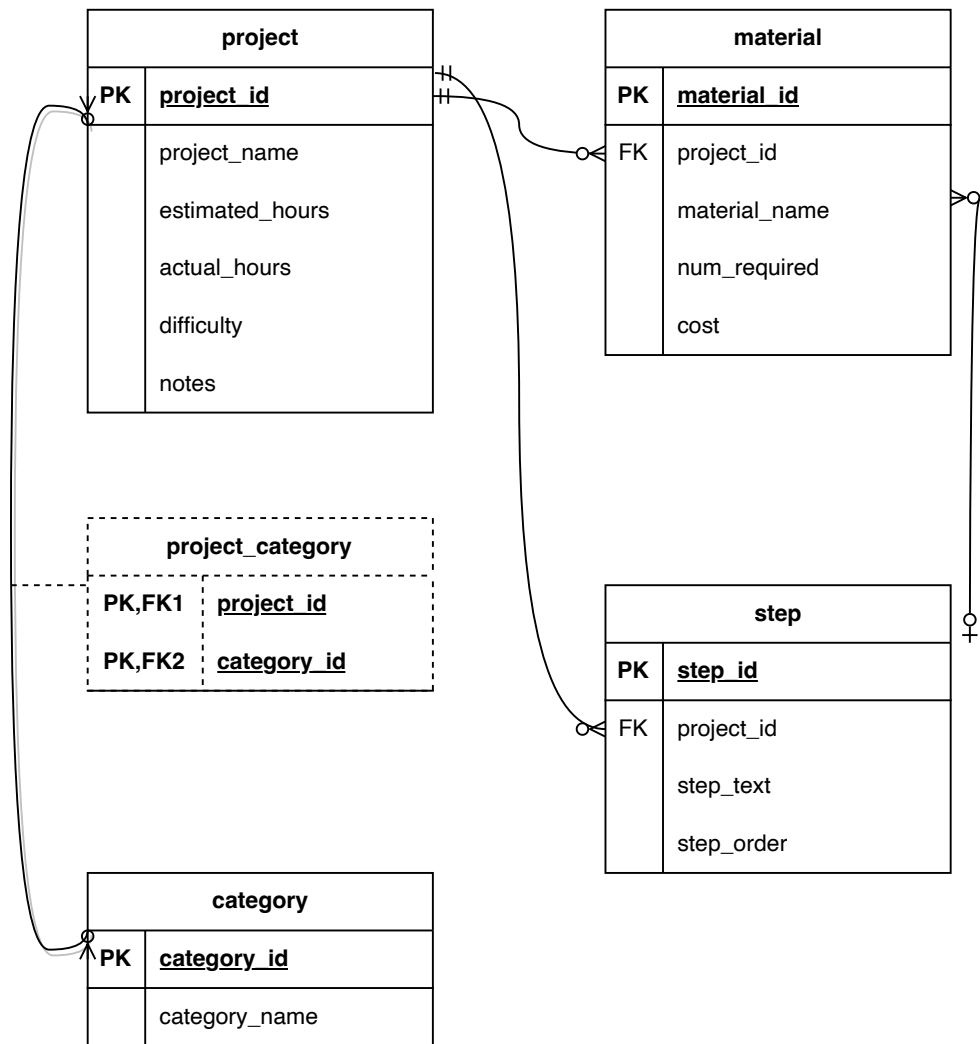 project
PK project_id
project_name
estimated_hours
actual_hours
difficulty
notes
material
PK material_id
FK project_id
material_name
num_required
cost
project_category
PK,FK1 project_id
PK,FK2 category_id
step
PK step_id
FK project_id
step_text
step_order
category
PK category_id
category_name